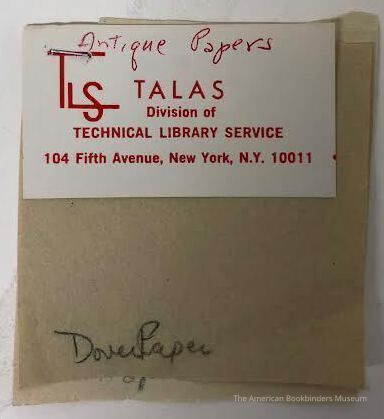 Antique Papers
TLS
TALAS
Division of
TECHNICAL LIBRARY SERVICE
104 Fifth Avenue, New York, N.Y. 10011
Dover Paper
The American Bookbinders Museum